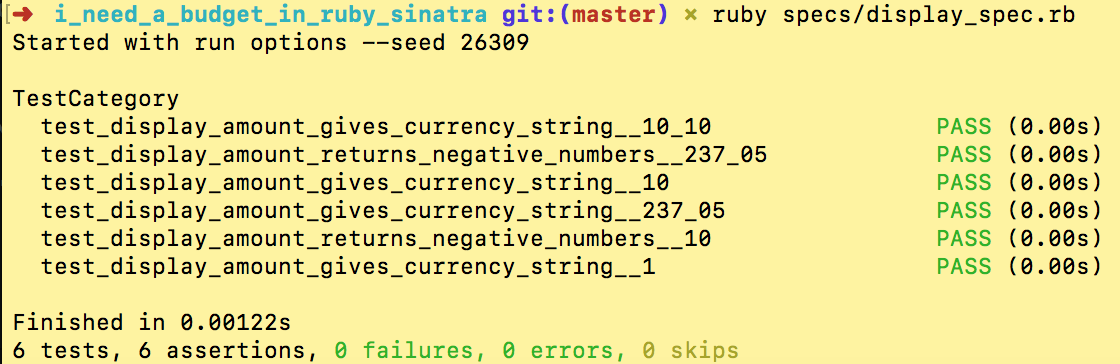 [➜ i_need_a_budget_in_ruby_sinatra git:(master) ✗ ruby specs/display_spec.rb
Started with run options --seed 26309
TestCategory
test_display_amount_gives_currency_string__10_10 PASS (0.00s)
test_display_amount_returns_negative_numbers__237_05 PASS (0.00s)
test_display_amount_gives_currency_string__10 PASS (0.00s)
test_display_amount_gives_currency_string__237_05 PASS (0.00s)
test_display_amount_returns_negative_numbers__10 PASS (0.00s)
test_display_amount_gives_currency_string__1 PASS (0.00s)
Finished in 0.00122s
6 tests, 6 assertions, 0 failures, 0 errors, 0 skips